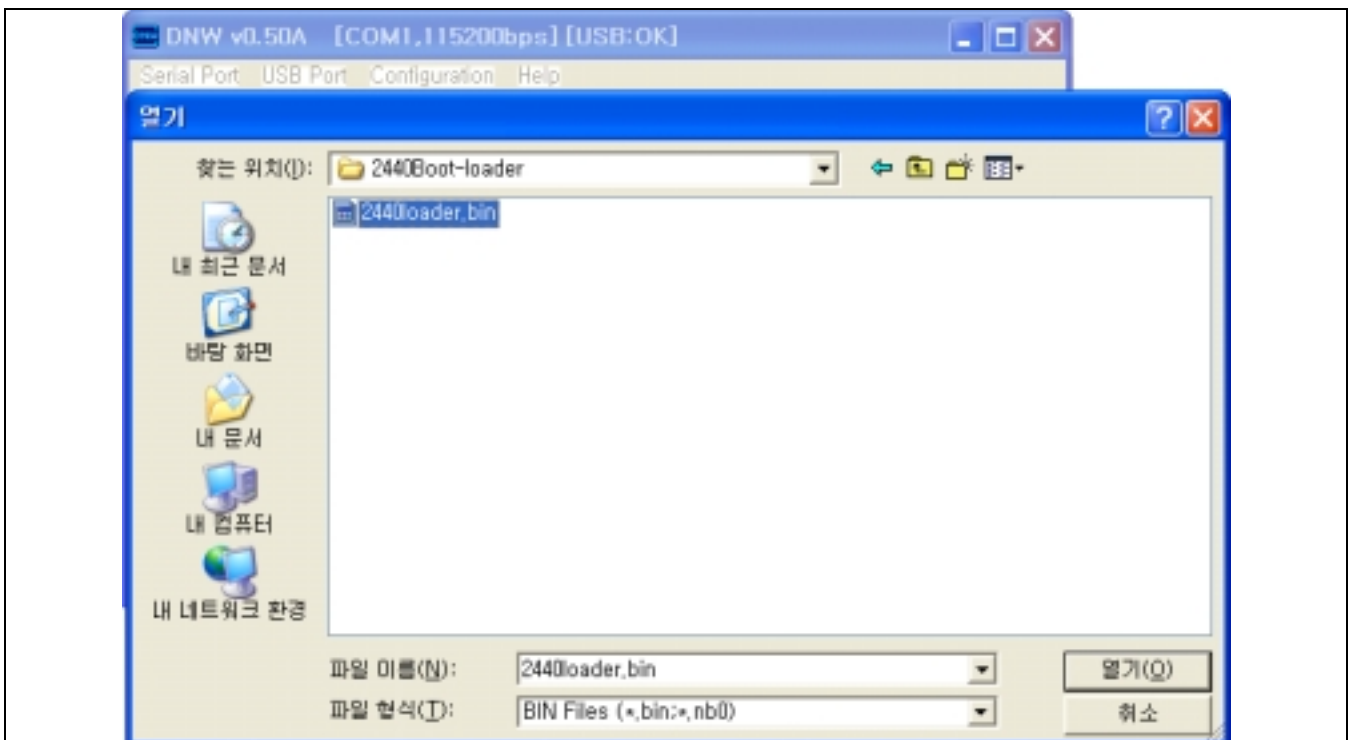 DNW v0.50A [COM1,115200bps] [USB:OK]
Serial Port USB Port Configuration Help
열기
찾는 위치(I): 2440Boot-loader
2440loader.bin
내 최근 문서
바탕 화면
내 문서
내 컴퓨터
내 네트워크 환경
파일 이름(N): 2440loader.bin 열기(O)
파일 형식(T): BIN Files (*.bin;*.nb0) 취소